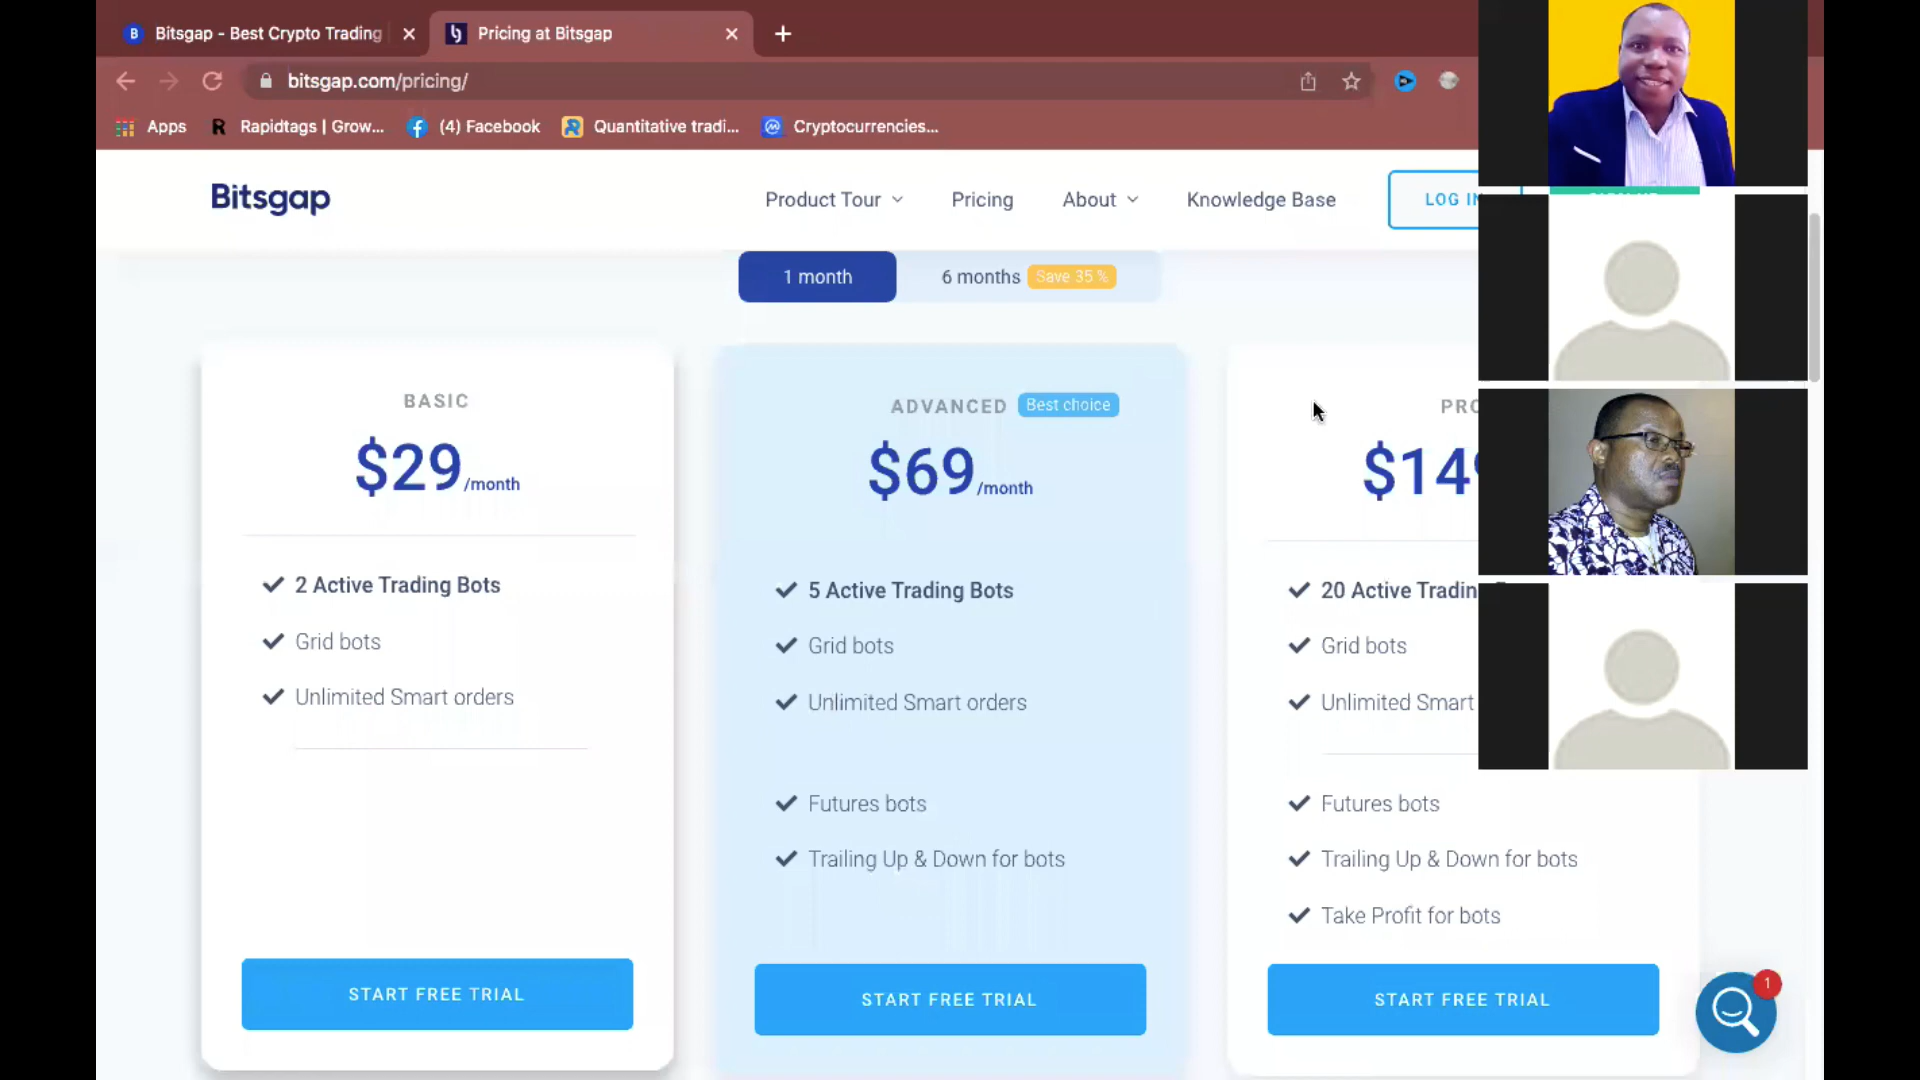 Bitsgap - Best Crypto Trading
Pricing at Bitsgap
bitsgap.com/pricing/
Apps
Rapidtags | Grow...
(4) Facebook
Quantitative tradi...
Cryptocurrencies...
Bitsgap
Product Tour
Pricing
About
Knowledge Base
LOG IN
1 month
6 months
Save 35 %
BASIC
$29/month
2 Active Trading Bots
Grid bots
Unlimited Smart orders
START FREE TRIAL
ADVANCED
Best choice
$69/month
5 Active Trading Bots
Grid bots
Unlimited Smart orders
Futures bots
Trailing Up & Down for bots
START FREE TRIAL
PRO
$149
20 Active Trading
Grid bots
Unlimited Smart
Futures bots
Trailing Up & Down for bots
Take Profit for bots
START FREE TRIAL
1